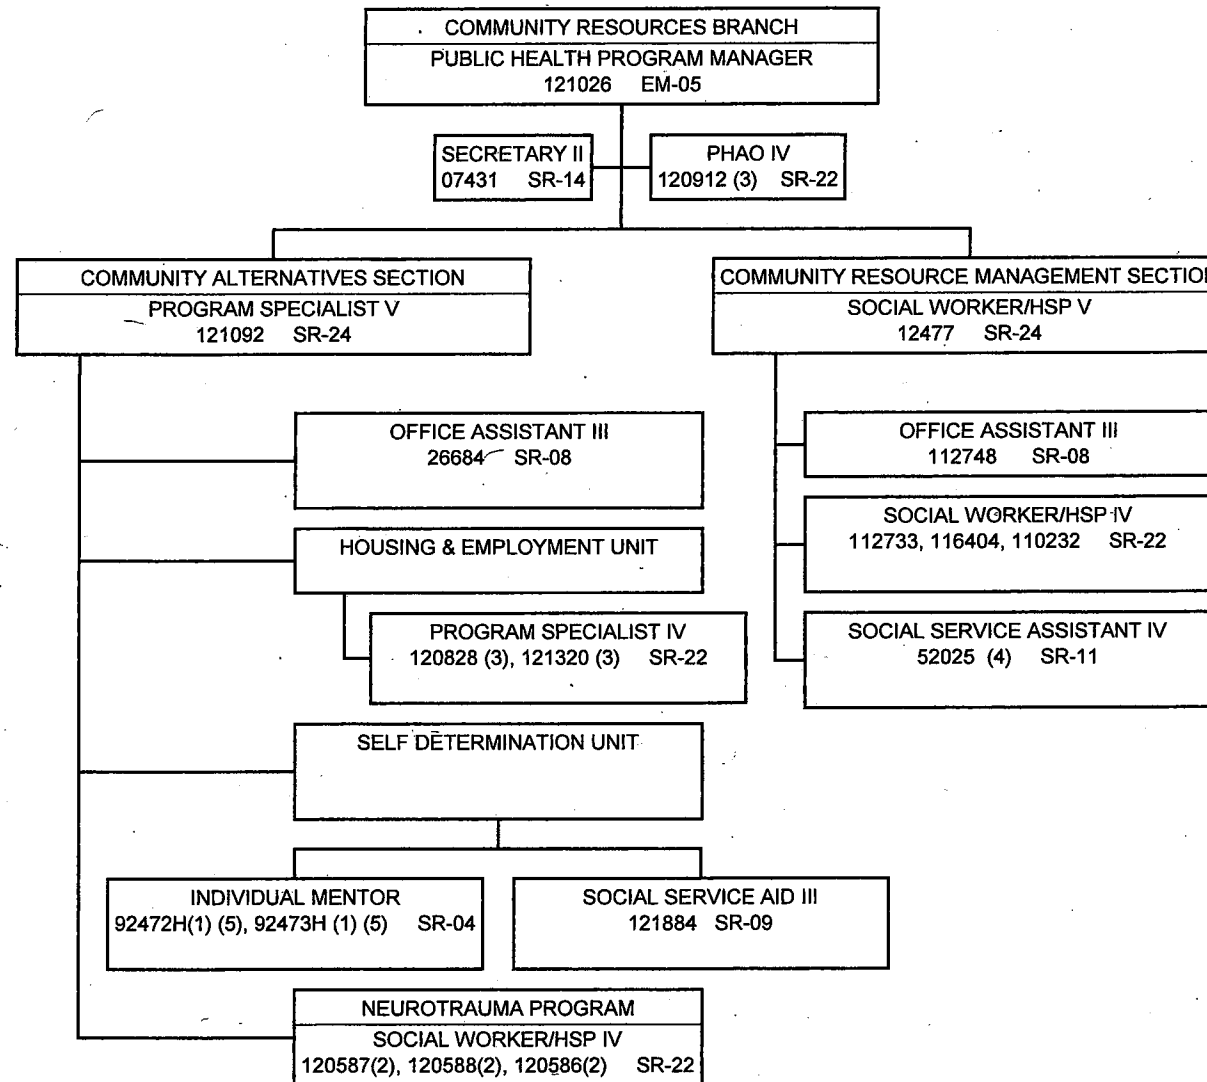 COMMUNITY RESOURCES BRANCH
PUBLIC HEALTH PROGRAM MANAGER
121026 EM-05
SECRETARY II
07431 SR-14
PHAO IV
120912 (3) SR-22
COMMUNITY ALTERNATIVES SECTION
PROGRAM SPECIALIST V
121092 SR-24
COMMUNITY RESOURCE MANAGEMENT SECTION
SOCIAL WORKER/HSP V
12477 SR-24
OFFICE ASSISTANT III
26684 SR-08
HOUSING & EMPLOYMENT UNIT
PROGRAM SPECIALIST IV
120828 (3), 121320 (3) SR-22
SELF DETERMINATION UNIT
INDIVIDUAL MENTOR
92472H(1) (5), 92473H (1) (5) SR-04
SOCIAL SERVICE AID III
121884 SR-09
NEUROTRAUMA PROGRAM
SOCIAL WORKER/HSP IV
120587(2), 120588(2), 120586(2) SR-22
OFFICE ASSISTANT III
112748 SR-08
SOCIAL WORKER/HSP IV
112733, 116404, 110232 SR-22
SOCIAL SERVICE ASSISTANT IV
52025 (4) SR-11